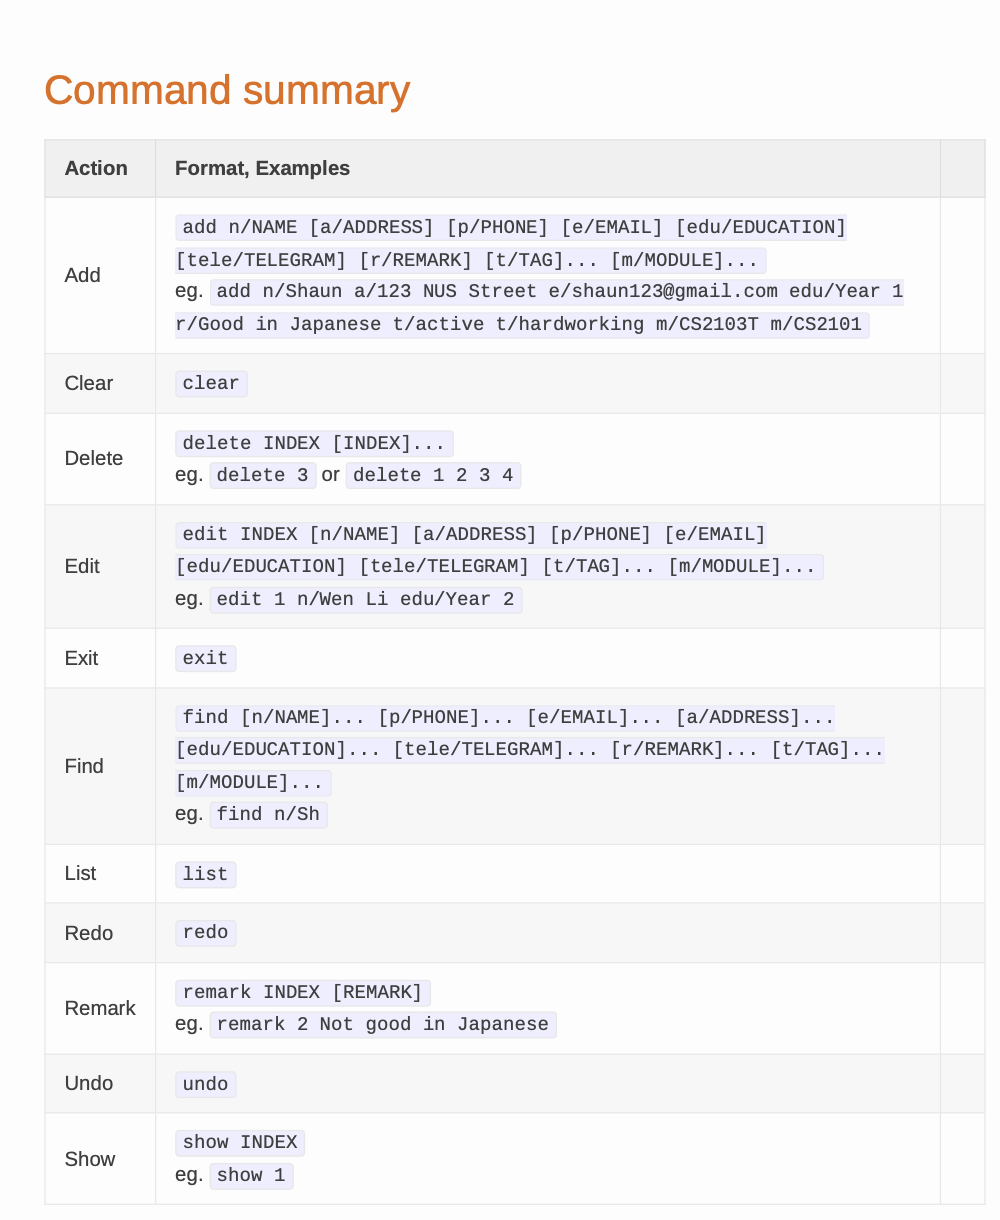 Command summary
Action Format, Examples
Add
add n/NAME [a/ADDRESS] [p/PHONE] [e/EMAIL] [edu/EDUCATION]
[tele/TELEGRAM] [r/REMARK] [t/TAG]... [m/MODULE]...
eg. add n/Shaun a/123 NUS Street e/shaun123@gmail.com edu/Year 1
r/Good in Japanese t/active t/hardworking m/CS2103T m/CS2101
Clear clear
Delete
delete INDEX [INDEX]...
eg. delete 3 or delete 1 2 3 4
Edit
edit INDEX [n/NAME] [a/ADDRESS] [p/PHONE] [e/EMAIL]
[edu/EDUCATION] [tele/TELEGRAM] [t/TAG]... [m/MODULE]...
eg. edit 1 n/Wen Li edu/Year 2
Exit exit
Find
find [n/NAME]... [p/PHONE]... [e/EMAIL]... [a/ADDRESS]...
[edu/EDUCATION]... [tele/TELEGRAM]... [r/REMARK]... [t/TAG]...
[m/MODULE]...
eg. find n/Sh
List list
Redo redo
Remark
remark INDEX [REMARK]
eg. remark 2 Not good in Japanese
Undo undo
Show
show INDEX
eg. show 1